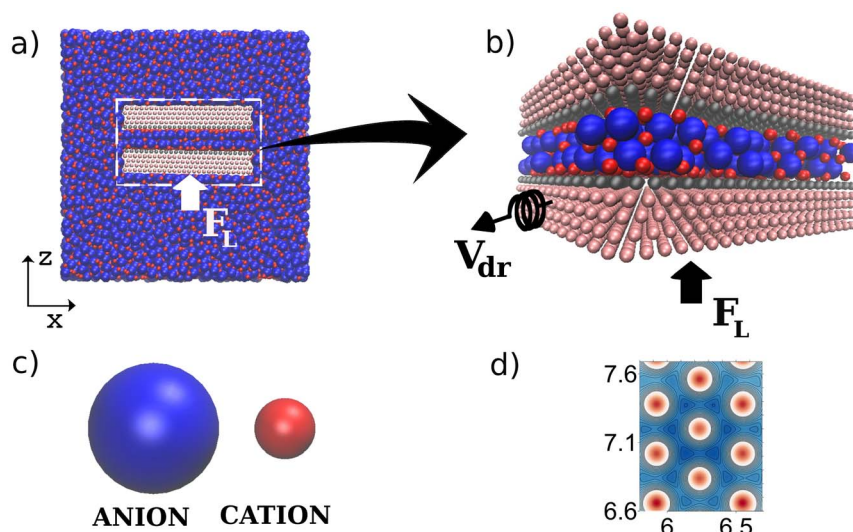 a)
F_L
z
x
b)
V_dr
F_L
c)
ANION CATION
d)
7.6
7.1
6.6
6 6.5